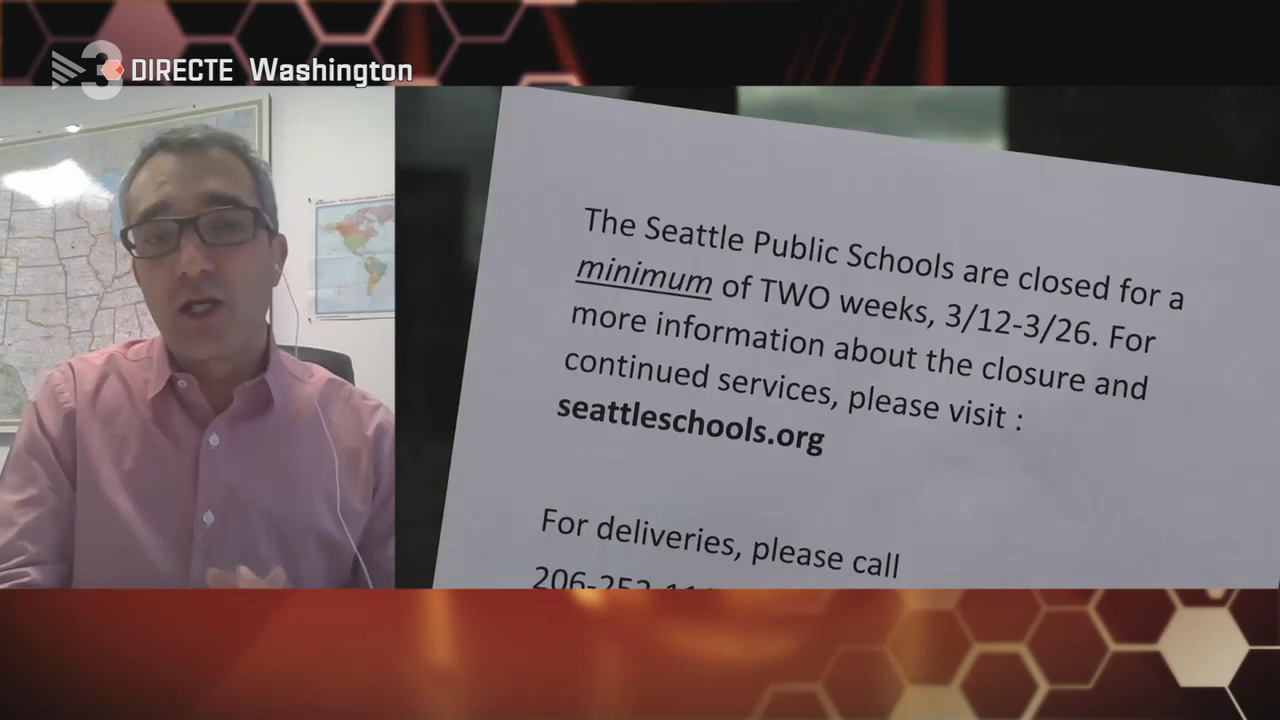 3 DIRECTE Washington
The Seattle Public Schools are closed for a
minimum of TWO weeks, 3/12-3/26. For
more information about the closure and
continued services, please visit :
seattleschools.org
For deliveries, please call